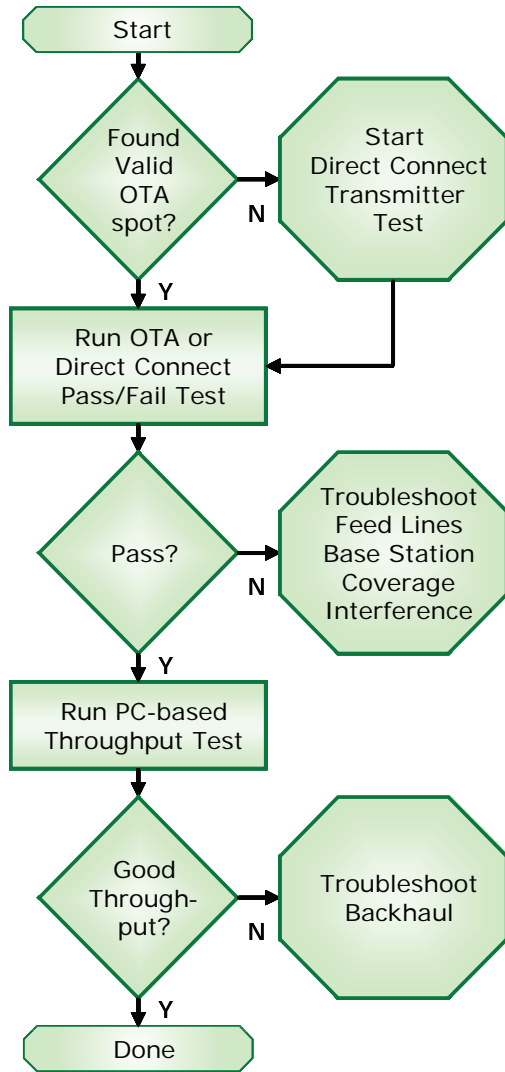 Start
Found
Valid
OTA
spot?
N
Start
Direct Connect
Transmitter
Test
Y
Run OTA or
Direct Connect
Pass/Fail Test
Pass?
N
Troubleshoot
Feed Lines
Base Station
Coverage
Interference
Y
Run PC-based
Throughput Test
Good
Through-
put?
N
Troubleshoot
Backhaul
Y
Done